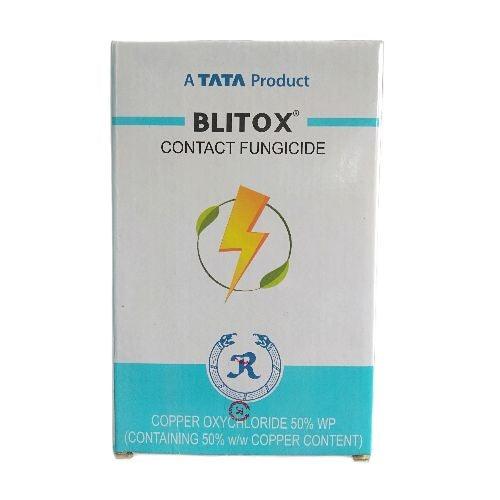 A TATA Product
BLITOX®
CONTACT FUNGICIDE
R
COPPER OXYCHLORIDE 50% WP
(CONTAINING 50% w/w COPPER CONTENT)